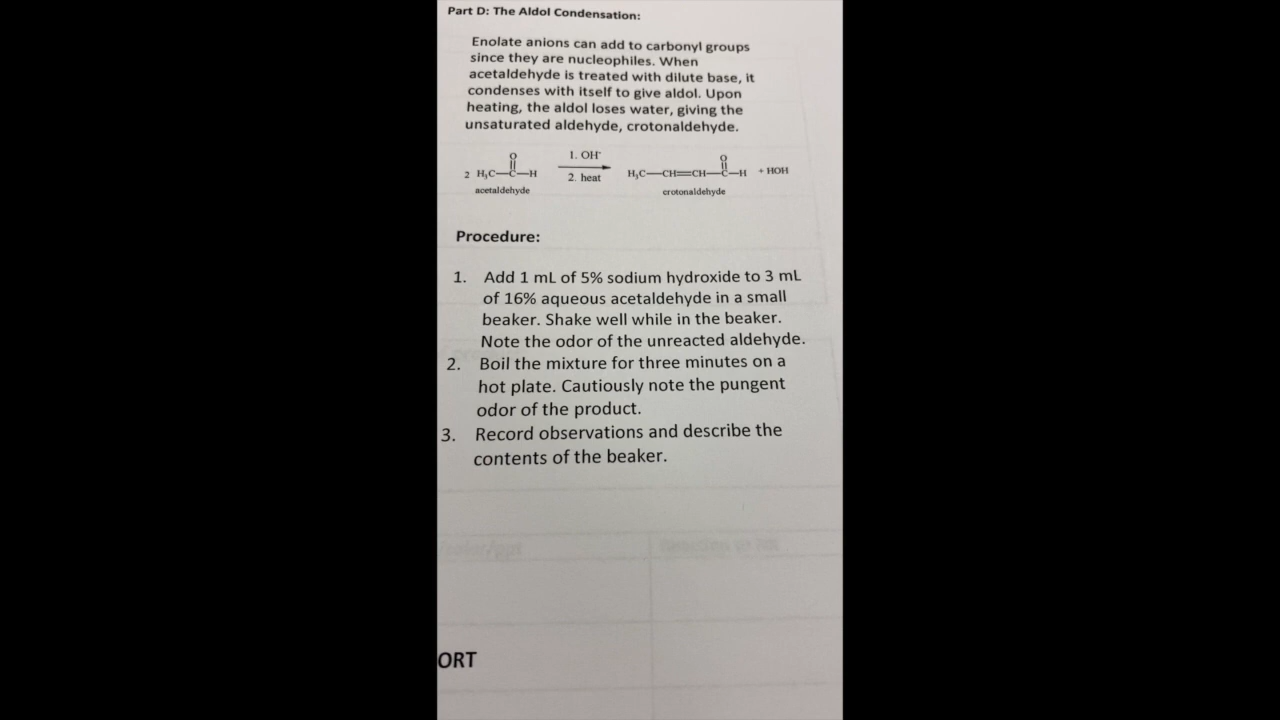 Part D: The Aldol Condensation:
Enolate anions can add to carbonyl groups
since they are nucleophiles. When
acetaldehyde is treated with dilute base, it
condenses with itself to give aldol. Upon
heating, the aldol loses water, giving the
unsaturated aldehyde, crotonaldehyde.
O 1. OH⁻ O
2 H₃C—C—H 2. heat H₃C—CH=CH—C—H + HOH
acetaldehyde crotonaldehyde
Procedure:
1. Add 1 mL of 5% sodium hydroxide to 3 mL
of 16% aqueous acetaldehyde in a small
beaker. Shake well while in the beaker.
Note the odor of the unreacted aldehyde.
2. Boil the mixture for three minutes on a
hot plate. Cautiously note the pungent
odor of the product.
3. Record observations and describe the
contents of the beaker.
ORT